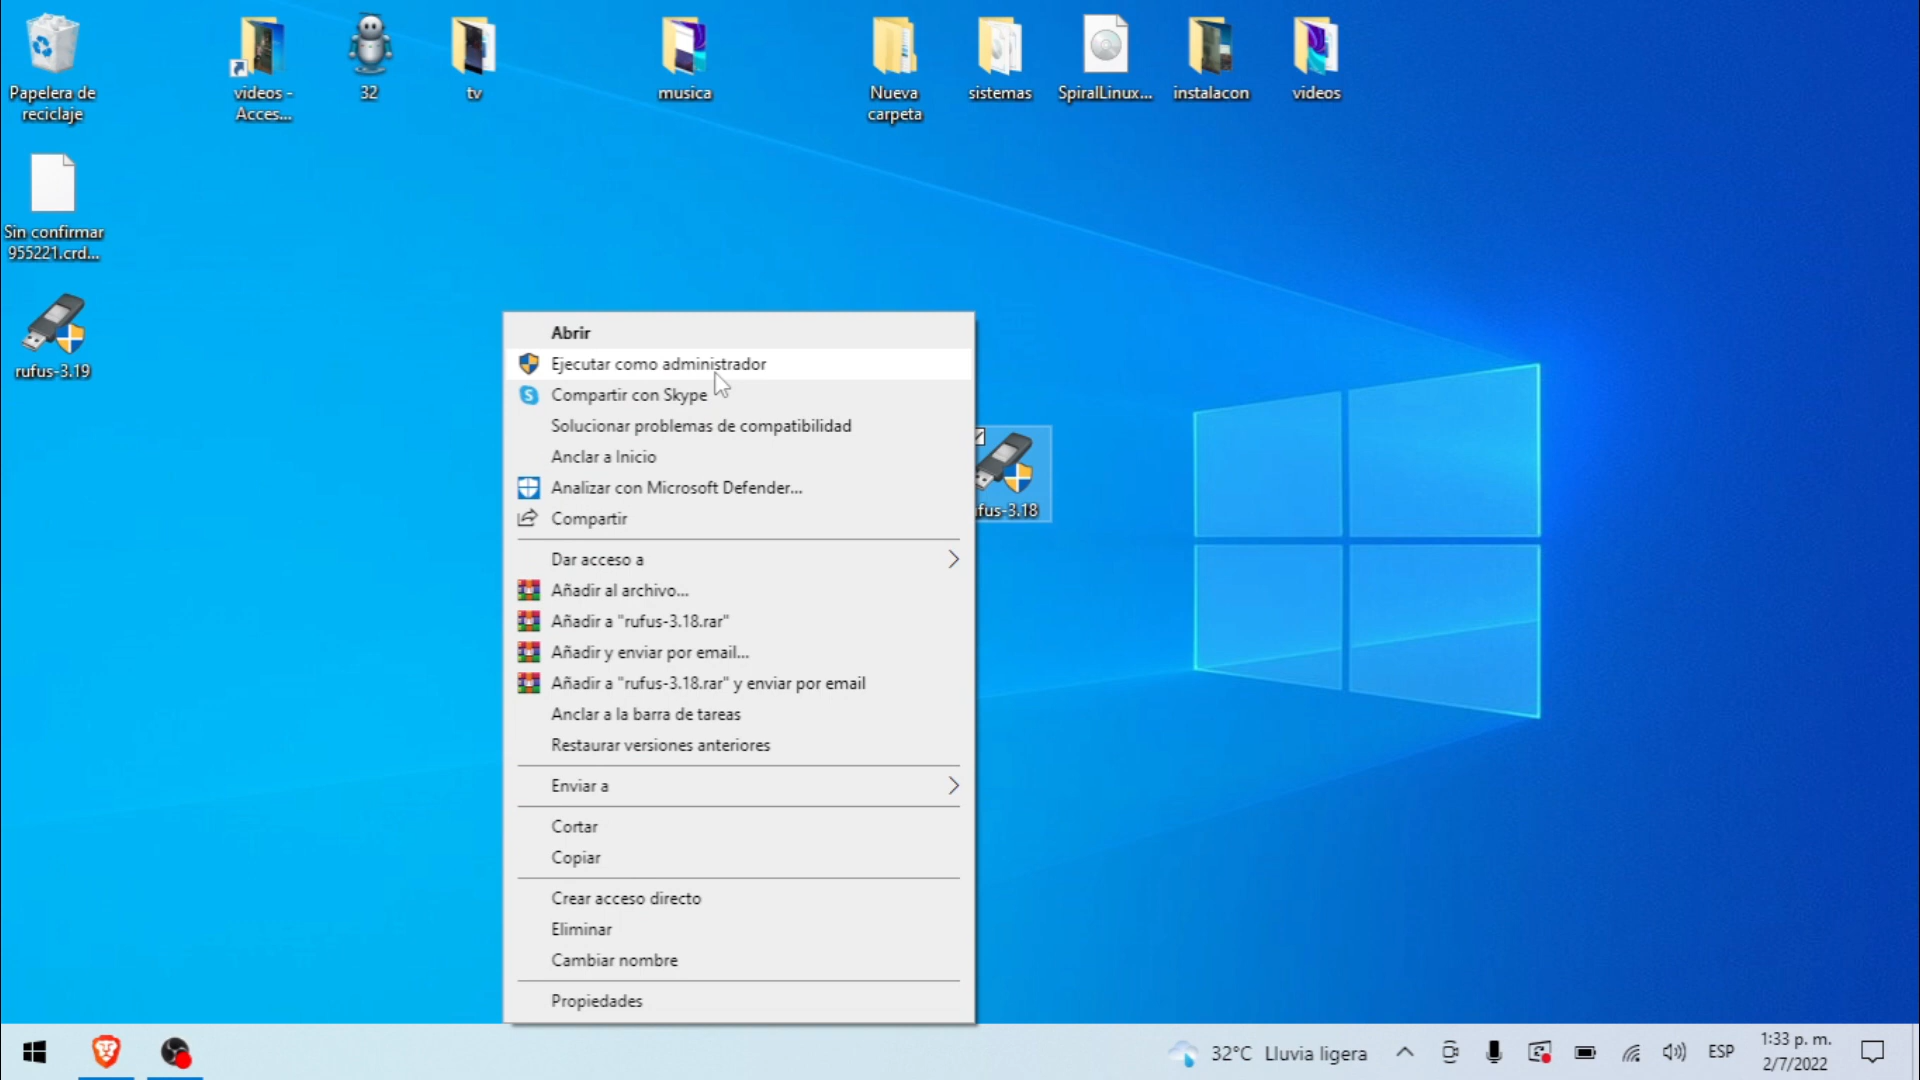 Papelera de
reciclaje
videos -
Acces...
32
tv
musica
Nueva
carpeta
sistemas
SpiralLinux...
instalacon
videos
Sin confirmar
955221.crd...
rufus-3.19
Abrir
Ejecutar como administrador
Compartir con Skype
Solucionar problemas de compatibilidad
Anclar a Inicio
Analizar con Microsoft Defender...
Compartir
Dar acceso a
Añadir al archivo...
Añadir a "rufus-3.18.rar"
Añadir y enviar por email...
Añadir a "rufus-3.18.rar" y enviar por email
Anclar a la barra de tareas
Restaurar versiones anteriores
Enviar a
Cortar
Copiar
Crear acceso directo
Eliminar
Cambiar nombre
Propiedades
ufus-3.18
32°C Lluvia ligera
ESP
1:33 p. m.
2/7/2022